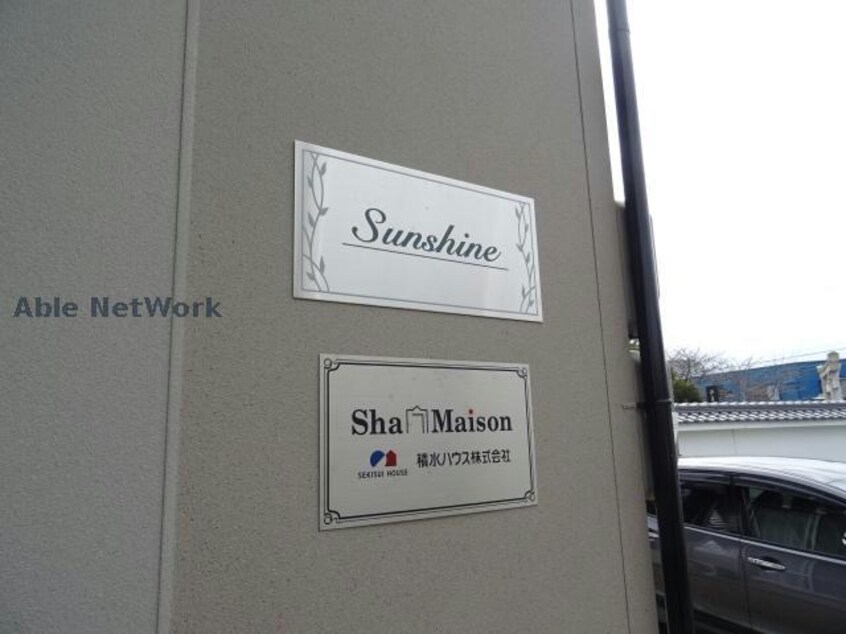 Sunshine
Able NetWork
Sha Maison
SEKISUI HOUSE 積水ハウス株式会社